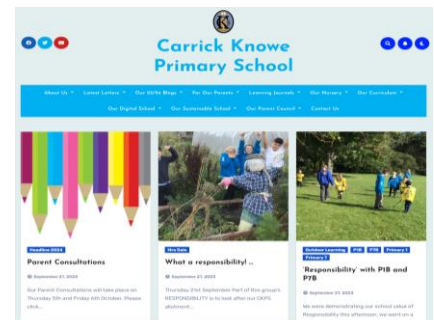 Carrick Knowe
Primary School
About Us
Latest Letters
For Our Parents
Learning Journals
Our Nursery
Our Curriculum
Our Digital School
Our Sustainable School
Our Parent Council
Contact Us
Parent Consultations
September 21, 2023
Our Parent Consultations will take place on
Thursday 5th and Friday 6th October. Please
click...
What a responsibility! ..
September 21, 2023
Thursday 21st September Part of this group's
RESPONSIBILITY is to look after our CKPS
allotment..
Outdoor Learning P1B P7B Primary 1
Primary 7
'Responsibility' with P1B and
P7B
September 21, 2023
We were demonstrating our school value of
Responsibility this afternoon, we went on a